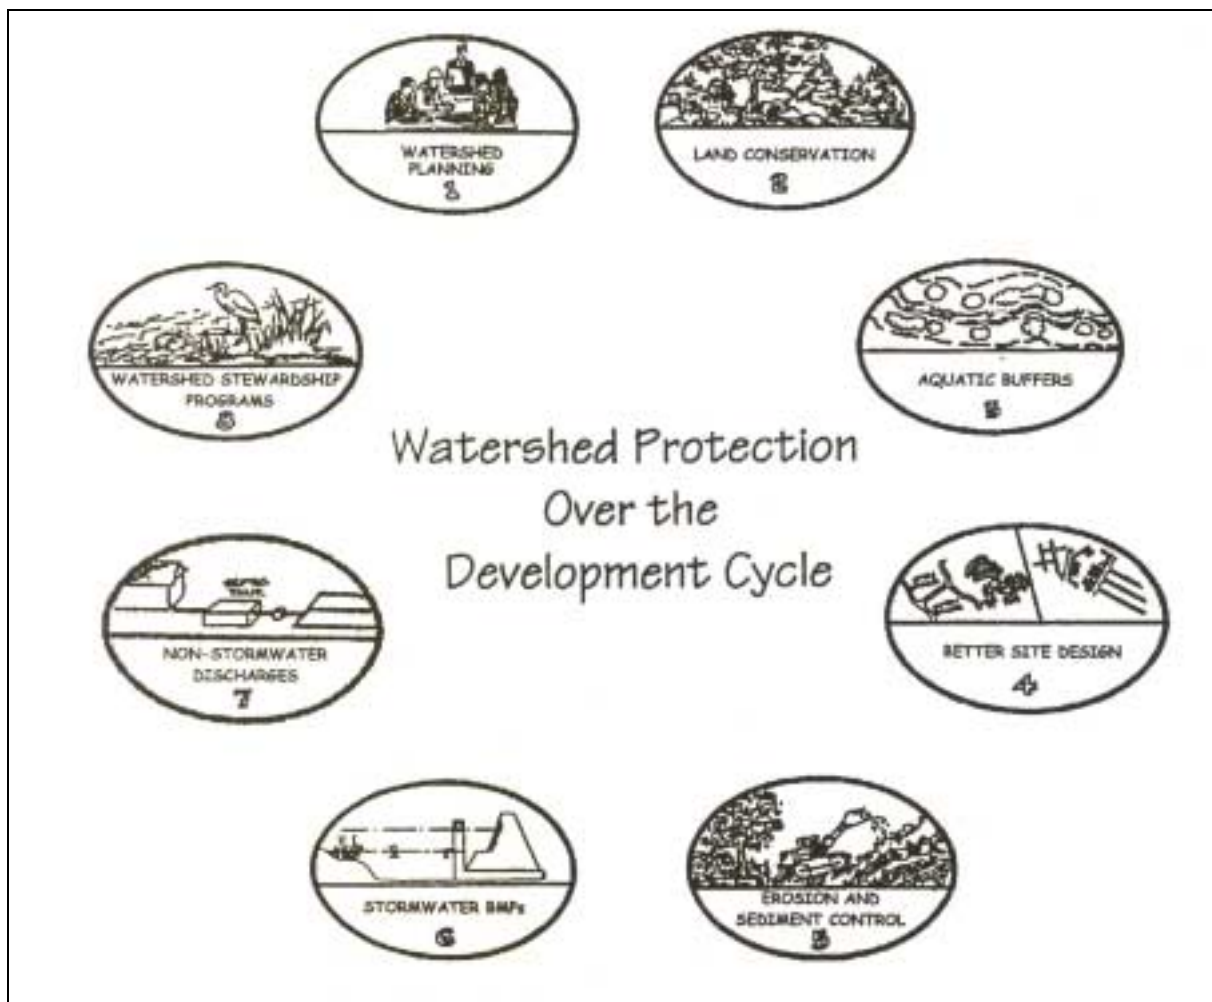 WATERSHED
PLANNING
1
LAND CONSERVATION
2
AQUATIC BUFFERS
3
BETTER SITE DESIGN
4
EROSION AND
SEDIMENT CONTROL
5
STORMWATER BMPs
6
NON-STORMWATER
DISCHARGES
7
WATERSHED STEWARDSHIP
PROGRAMS
8
Watershed Protection
Over the
Development Cycle